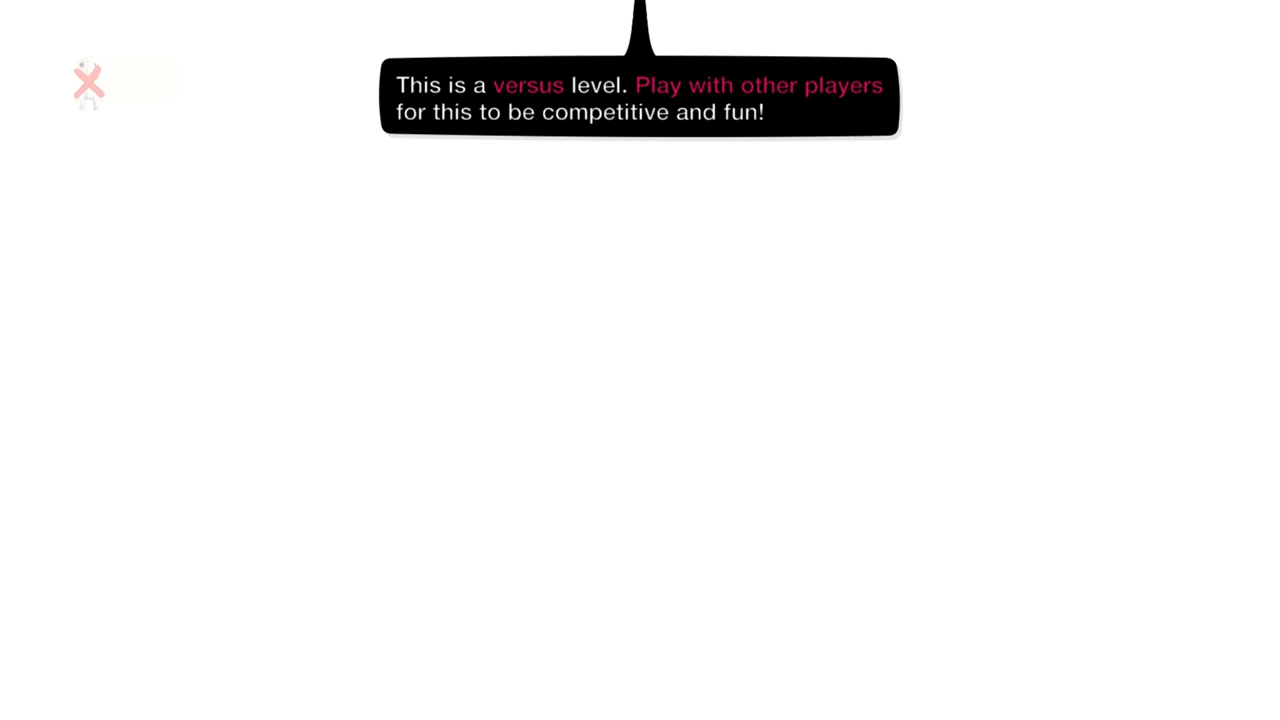 This is a versus level. Play with other players
for this to be competitive and fun!